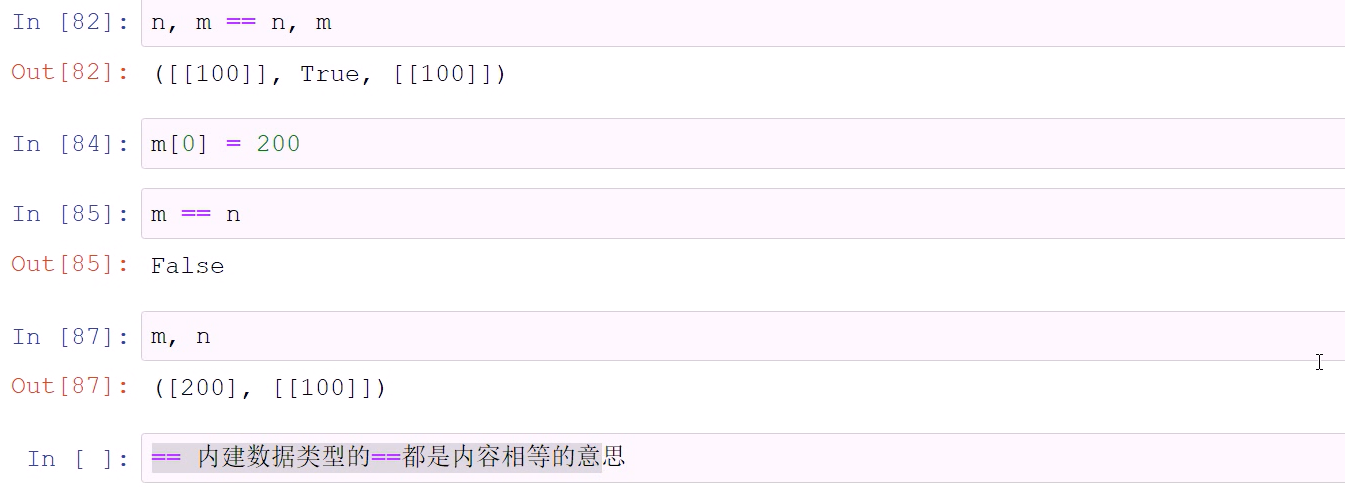 In [82]: n, m == n, m
Out[82]: ([[100]], True, [[100]])
In [84]: m[0] = 200
In [85]: m == n
Out[85]: False
In [87]: m, n
Out[87]: ([200], [[100]])
In [ ]: == 内建数据类型的==都是内容相等的意思